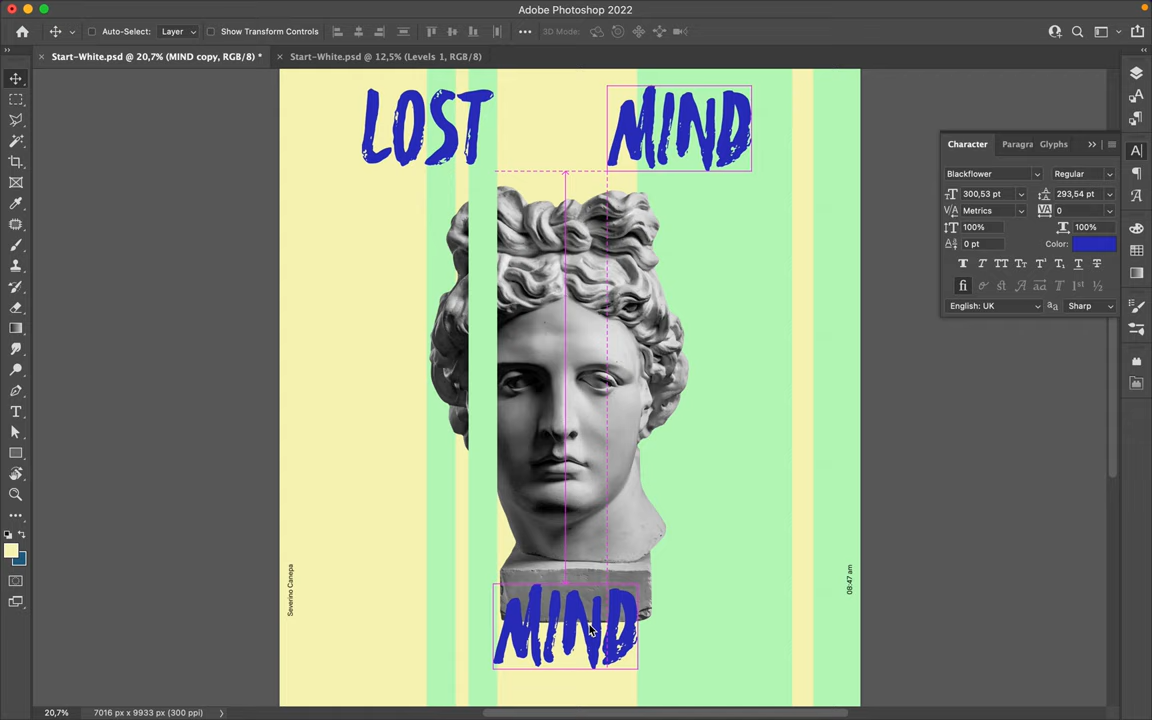 Adobe Photoshop 2022
Auto-Select: Layer Show Transform Controls 3D Mode:
Start-White.psd @ 20,7% (MIND copy, RGB/8) * Start-White.psd @ 12,5% (Levels 1, RGB/8)
LOST MIND
Character Paragra Glyphs
Blackflower Regular
300,53 pt 293,54 pt
Metrics 0
100% 100%
0 pt Color:
English: UK Sharp
Severino Canepa
08:47 am
MIND
20,7% 7016 px x 9933 px (300 ppi)